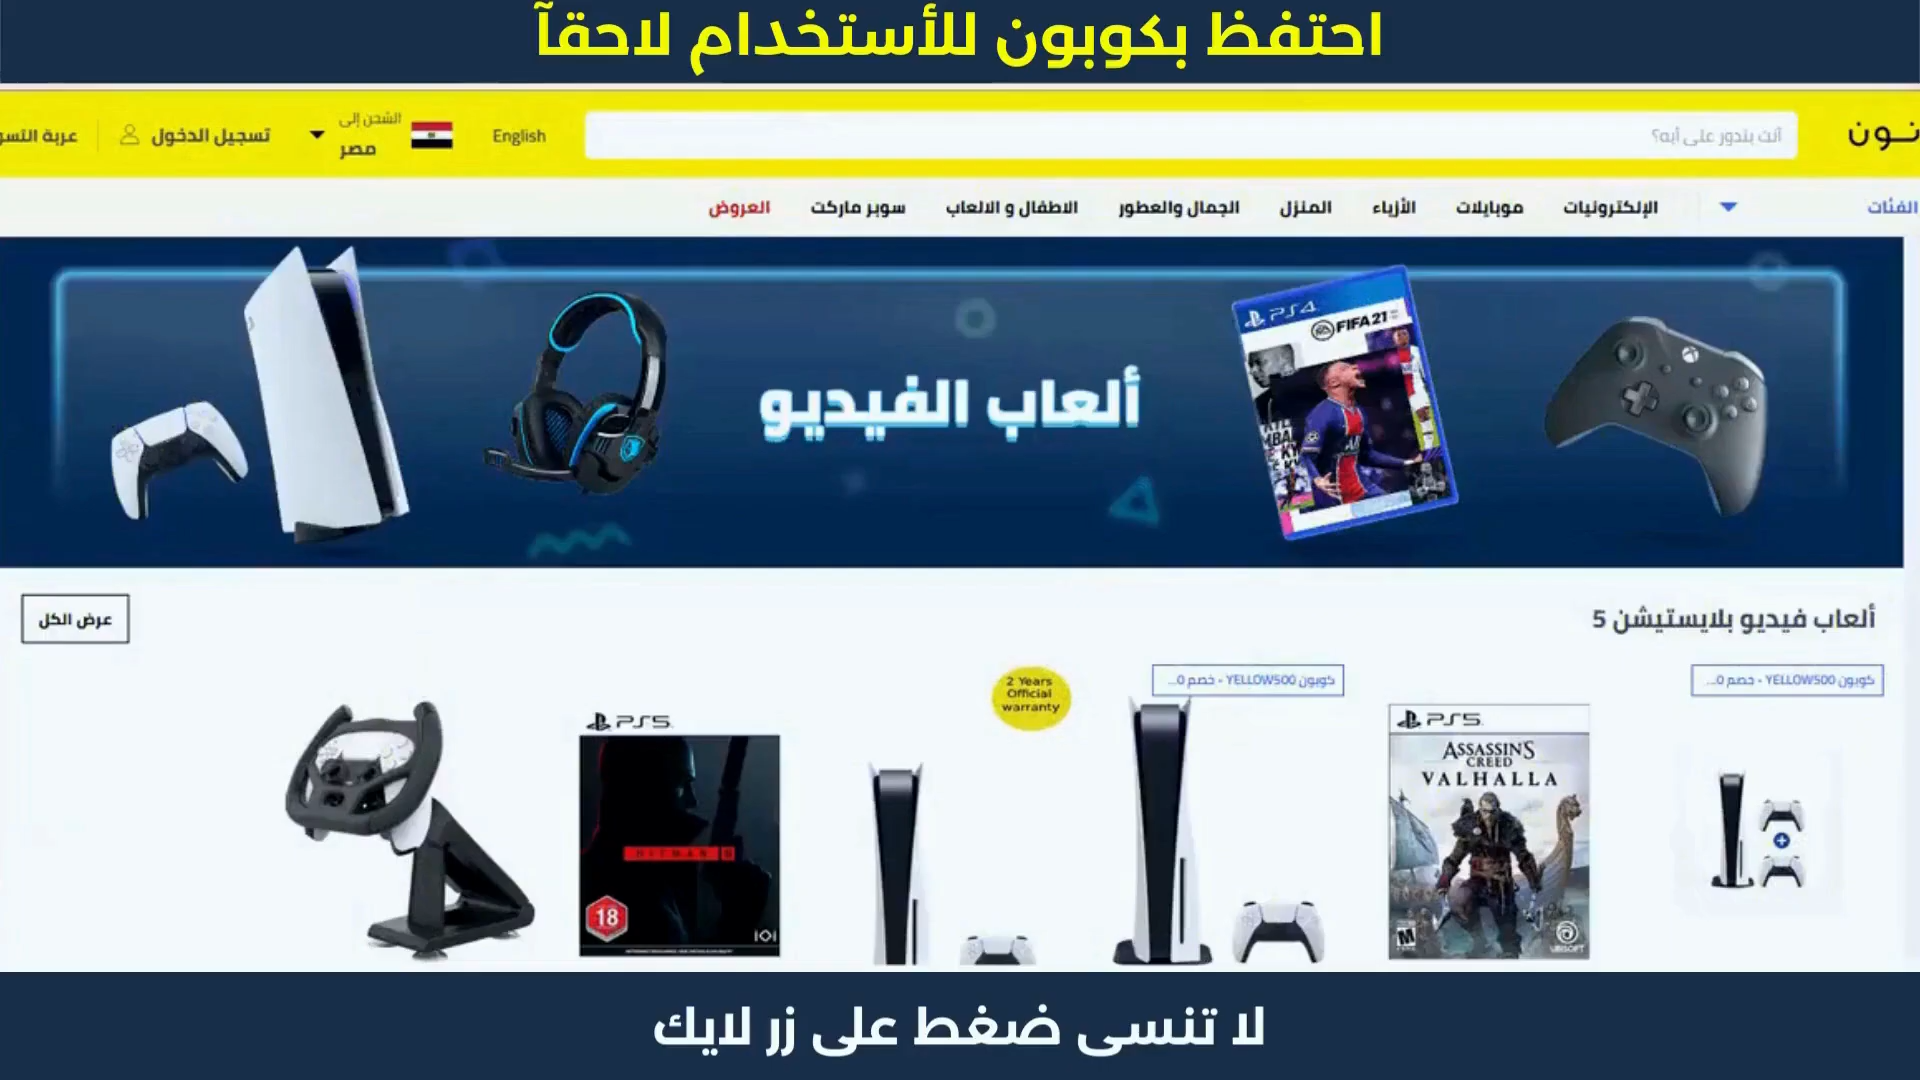 احتفظ بكوبون للأستخدام لاحقآ
نون
أنت بتدور على أيه؟
English
الشحن إلى
مصر
تسجيل الدخول
عربة
الفئات
الإلكترونيات
موبايلات
الأزياء
المنزل
الجمال والعطور
الاطفال و الالعاب
سوبر ماركت
العروض
PS4
FIFA 21
ألعاب الفيديو
ألعاب فيديو بلايستيشن 5
عرض الكل
كوبون YELLOW500 - خصم 0...
كوبون YELLOW500 - خصم 0...
2 Years
Official
warranty
PS5
ASSASSIN'S
CREED
VALHALLA
M
UBISOFT
PS5
HITMAN
18
IOI
لا تنسى ضغط على زر لايك